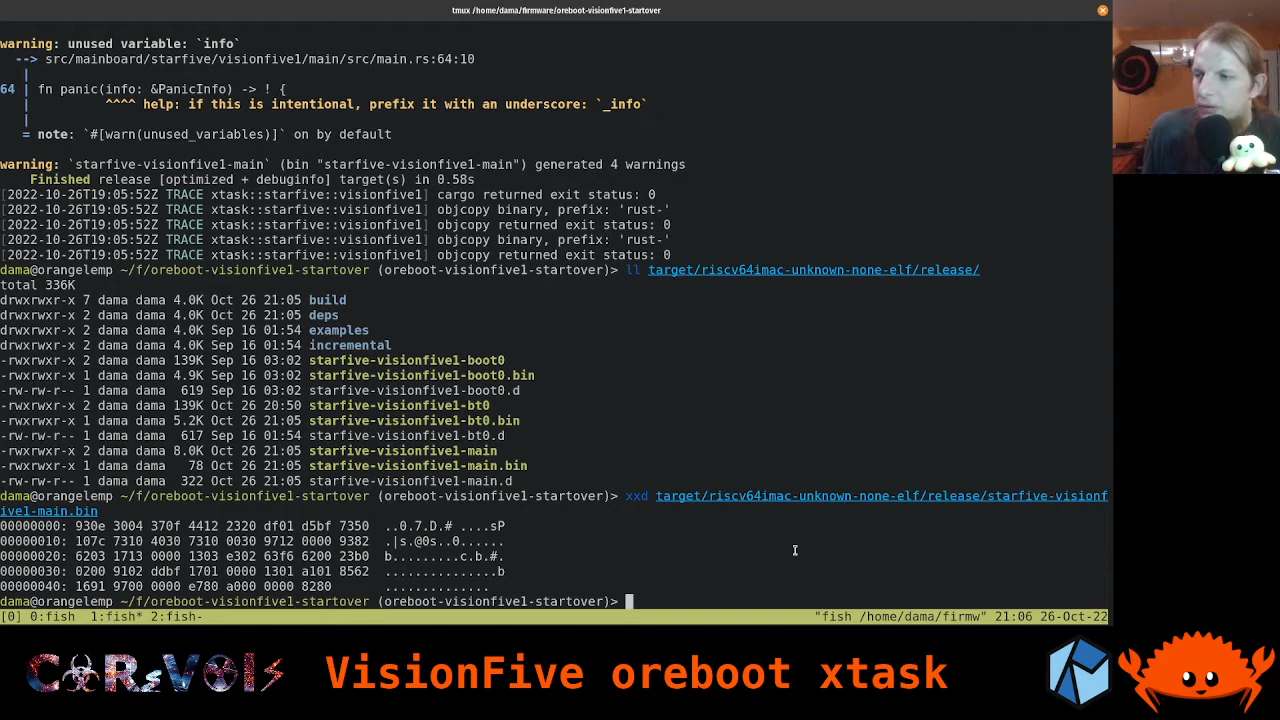 tmux /home/dama/firmware/oreboot-visionfive1-startover
warning: unused variable: `info`
--> src/mainboard/starfive/visionfive1/main/src/main.rs:64:10
|
64 | fn panic(info: &PanicInfo) -> ! {
| ^^^^ help: if this is intentional, prefix it with an underscore: `_info`
|
= note: `#[warn(unused_variables)]` on by default
warning: `starfive-visionfive1-main` (bin "starfive-visionfive1-main") generated 4 warnings
Finished release [optimized + debuginfo] target(s) in 0.58s
[2022-10-26T19:05:52Z TRACE xtask::starfive::visionfive1] cargo returned exit status: 0
[2022-10-26T19:05:52Z TRACE xtask::starfive::visionfive1] objcopy binary, prefix: 'rust-'
[2022-10-26T19:05:52Z TRACE xtask::starfive::visionfive1] objcopy returned exit status: 0
[2022-10-26T19:05:52Z TRACE xtask::starfive::visionfive1] objcopy binary, prefix: 'rust-'
[2022-10-26T19:05:52Z TRACE xtask::starfive::visionfive1] objcopy returned exit status: 0
dama@orangelemp ~/f/oreboot-visionfive1-startover (oreboot-visionfive1-startover)> ll target/riscv64imac-unknown-none-elf/release/
total 336K
drwxrwxr-x 7 dama dama 4.0K Oct 26 21:05 build
drwxrwxr-x 2 dama dama 4.0K Oct 26 21:05 deps
drwxrwxr-x 2 dama dama 4.0K Sep 16 01:54 examples
drwxrwxr-x 2 dama dama 4.0K Sep 16 01:54 incremental
-rwxrwxr-x 2 dama dama 139K Sep 16 03:02 starfive-visionfive1-boot0
-rwxrwxr-x 1 dama dama 4.9K Sep 16 03:02 starfive-visionfive1-boot0.bin
-rw-rw-r-- 1 dama dama 619 Sep 16 03:02 starfive-visionfive1-boot0.d
-rwxrwxr-x 2 dama dama 139K Oct 26 20:50 starfive-visionfive1-bt0
-rwxrwxr-x 1 dama dama 5.2K Oct 26 21:05 starfive-visionfive1-bt0.bin
-rw-rw-r-- 1 dama dama 617 Sep 16 01:54 starfive-visionfive1-bt0.d
-rwxrwxr-x 2 dama dama 8.0K Oct 26 21:05 starfive-visionfive1-main
-rwxrwxr-x 1 dama dama 78 Oct 26 21:05 starfive-visionfive1-main.bin
-rw-rw-r-- 1 dama dama 322 Oct 26 21:05 starfive-visionfive1-main.d
dama@orangelemp ~/f/oreboot-visionfive1-startover (oreboot-visionfive1-startover)> xxd target/riscv64imac-unknown-none-elf/release/starfive-visionf
ive1-main.bin
00000000: 930e 3004 370f 4412 2320 df01 d5bf 7350 ..0.7.D.# ....sP
00000010: 107c 7310 4030 7310 0030 9712 0000 9382 .|s.@0s..0......
00000020: 6203 1713 0000 1303 e302 63f6 6200 23b0 b.........c.b.#.
00000030: 0200 9102 ddbf 1701 0000 1301 a101 8562 ...............b
00000040: 1691 9700 0000 e780 a000 0000 8280 ..............
dama@orangelemp ~/f/oreboot-visionfive1-startover (oreboot-visionfive1-startover)>
[0] 0:fish 1:fish* 2:fish- "fish /home/dama/firmw" 21:06 26-Oct-22
VisionFive oreboot xtask